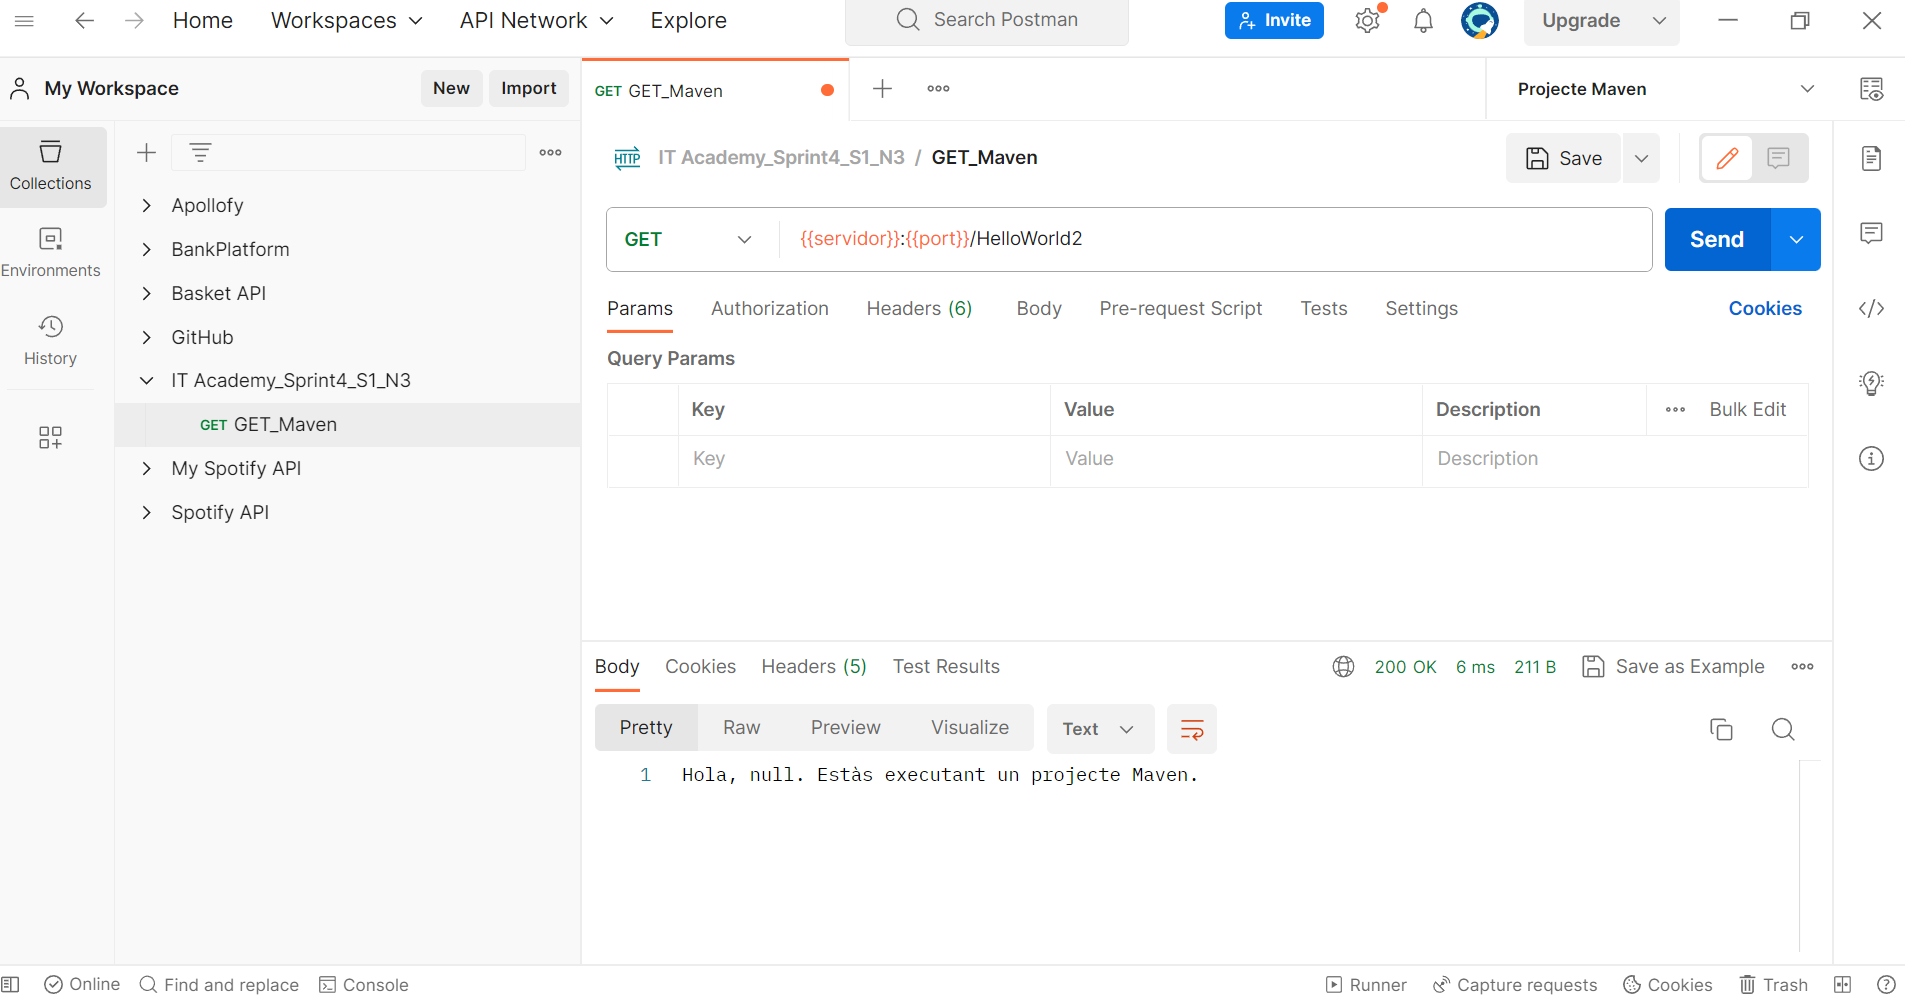 Home Workspaces API Network Explore Search Postman Invite Upgrade
My Workspace New Import
GET GET_Maven
Projecte Maven
Collections
Environments
History
Apollofy
BankPlatform
Basket API
GitHub
IT Academy_Sprint4_S1_N3
GET GET_Maven
My Spotify API
Spotify API
HTTP IT Academy_Sprint4_S1_N3 / GET_Maven Save
GET {{servidor}}:{{port}}/HelloWorld2 Send
Params Authorization Headers (6) Body Pre-request Script Tests Settings Cookies
Query Params
Key Value Description Bulk Edit
Key Value Description
Body Cookies Headers (5) Test Results 200 OK 6 ms 211 B Save as Example
Pretty Raw Preview Visualize Text
1 Hola, null. Estàs executant un projecte Maven.
Online Find and replace Console Runner Capture requests Cookies Trash